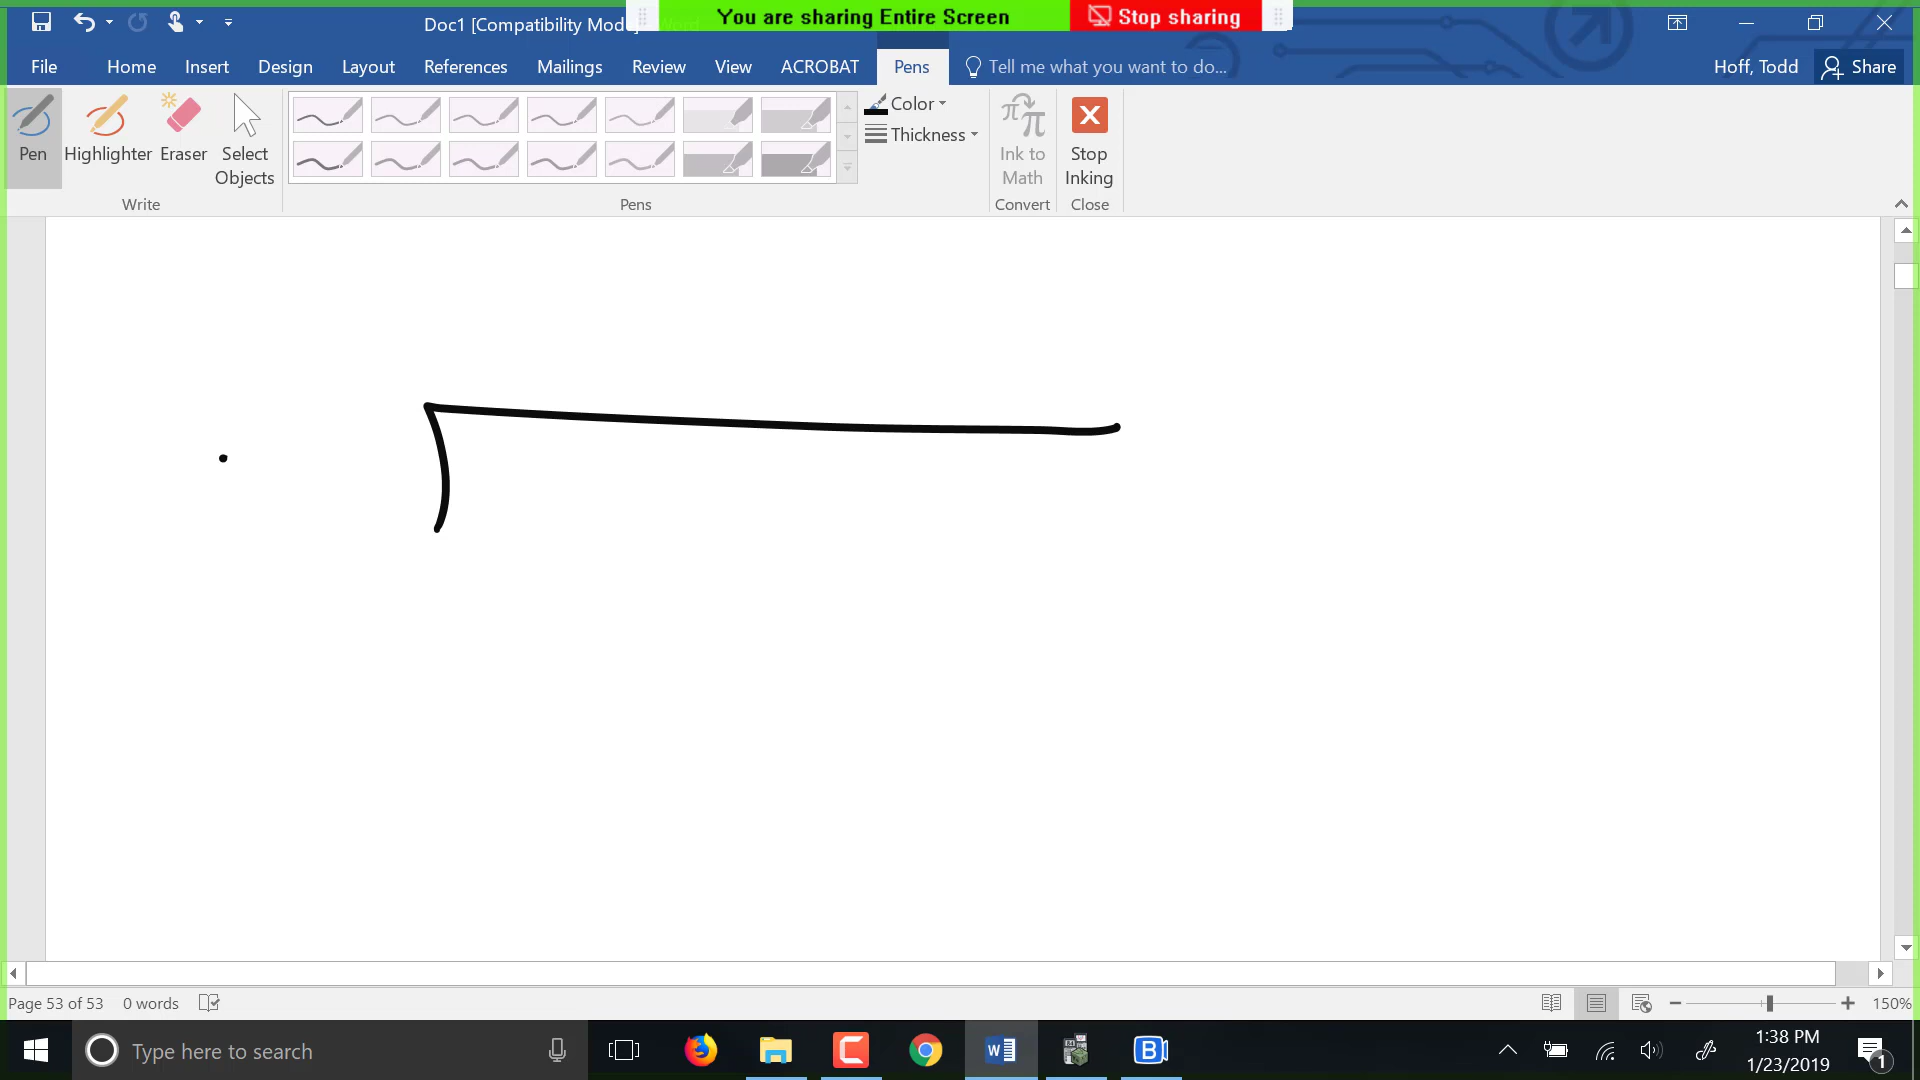 Doc1 [Compatibility Mod
You are sharing Entire Screen
Stop sharing
File Home Insert Design Layout References Mailings Review View ACROBAT Pens Tell me what you want to do... Hoff, Todd Share
Pen Highlighter Eraser Select Objects
Color
Thickness
Ink to Math
Stop Inking
Write Pens Convert Close
Page 53 of 53 0 words 150%
Type here to search
1:38 PM
1/23/2019
1